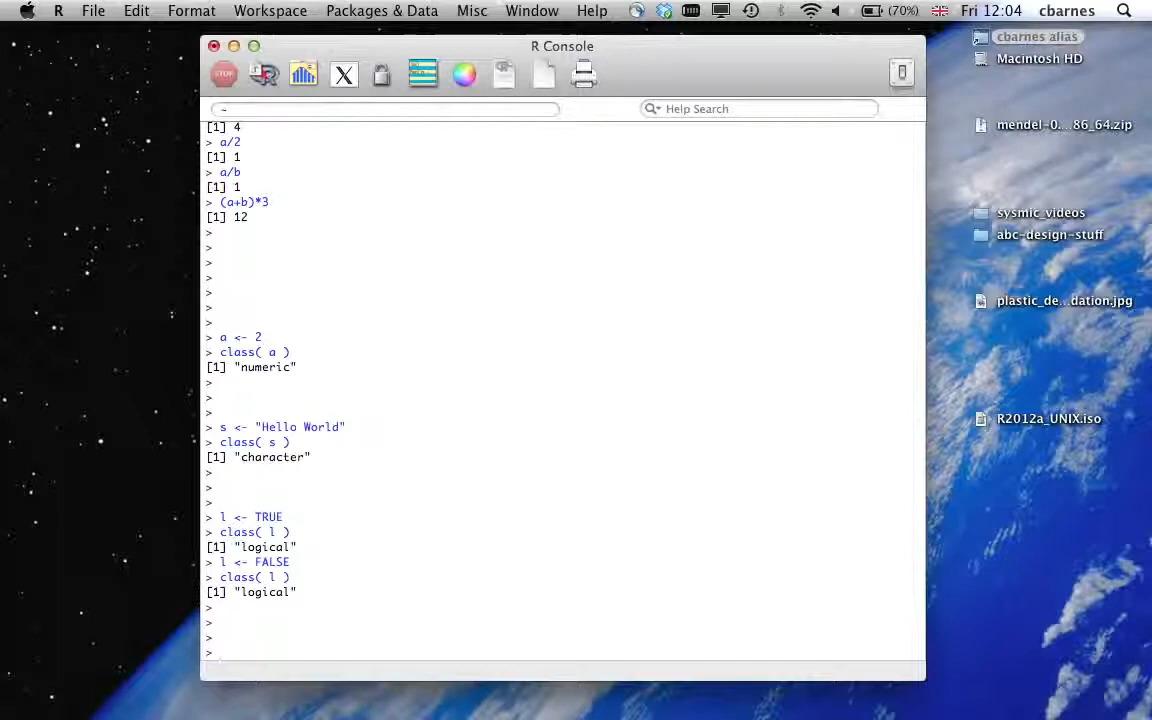 R File Edit Format Workspace Packages & Data Misc Window Help (70%) Fri 12:04 cbarnes
R Console
STOP R X
~
Help Search
[1] 4
> a/2
[1] 1
> a/b
[1] 1
> (a+b)*3
[1] 12
>
>
>
>
>
>
>
> a <- 2
> class( a )
[1] "numeric"
>
>
>
> s <- "Hello World"
> class( s )
[1] "character"
>
>
>
> l <- TRUE
> class( l )
[1] "logical"
> l <- FALSE
> class( l )
[1] "logical"
>
>
>
>
cbarnes alias
Macintosh HD
mendel-0....86_64.zip
sysmic_videos
abc-design-stuff
plastic_de...dation.jpg
R2012a_UNIX.iso